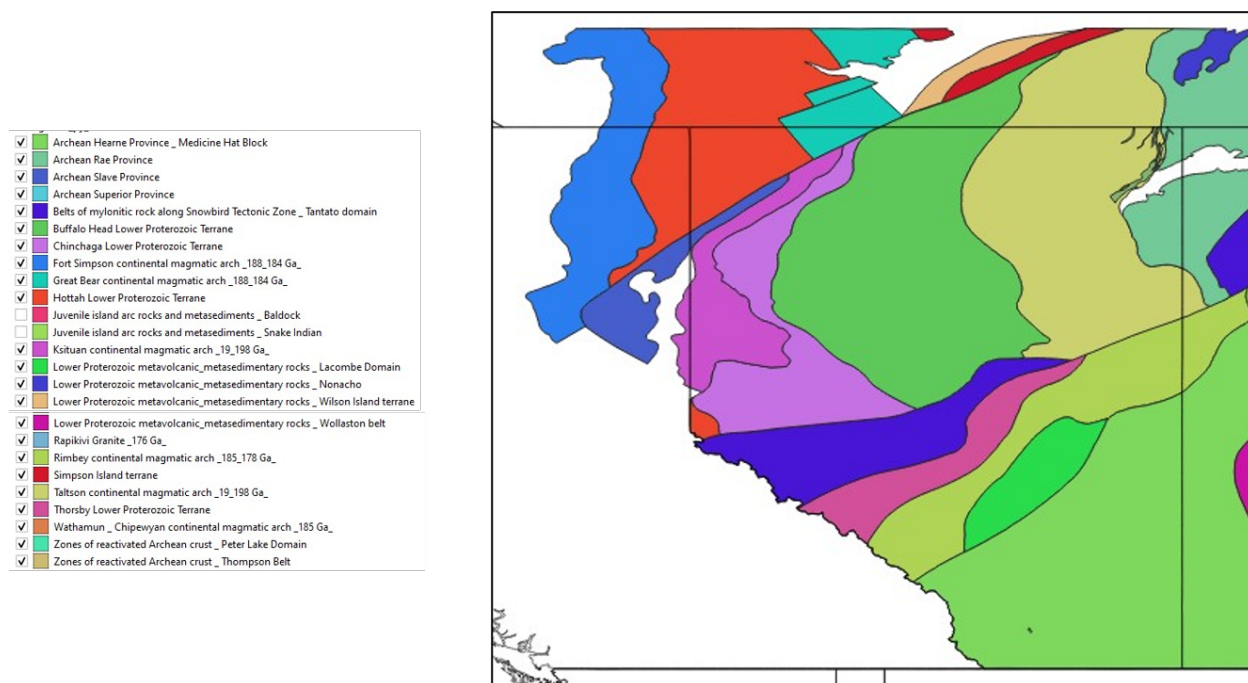 Archean Hearne Province _ Medicine Hat Block
Archean Rae Province
Archean Slave Province
Archean Superior Province
Belts of mylonitic rock along Snowbird Tectonic Zone _ Tantato domain
Buffalo Head Lower Proterozoic Terrane
Chinchaga Lower Proterozoic Terrane
Fort Simpson continental magmatic arch _188_184 Ga_
Great Bear continental magmatic arch _188_184 Ga_
Hottah Lower Proterozoic Terrane
Juvenile island arc rocks and metasediments _ Baldock
Juvenile island arc rocks and metasediments _ Snake Indian
Ksituan continental magmatic arch _19_198 Ga_
Lower Proterozoic metavolcanic_metasedimentary rocks _ Lacombe Domain
Lower Proterozoic metavolcanic_metasedimentary rocks _ Nonacho
Lower Proterozoic metavolcanic_metasedimentary rocks _ Wilson Island terrane
Lower Proterozoic metavolcanic_metasedimentary rocks _ Wollaston belt
Rapikivi Granite _176 Ga_
Rimbey continental magmatic arch _185_178 Ga_
Simpson Island terrane
Taltson continental magmatic arch _19_198 Ga_
Thorsby Lower Proterozoic Terrane
Wathamun _ Chipewyan continental magmatic arch _185 Ga_
Zones of reactivated Archean crust _ Peter Lake Domain
Zones of reactivated Archean crust _ Thompson Belt